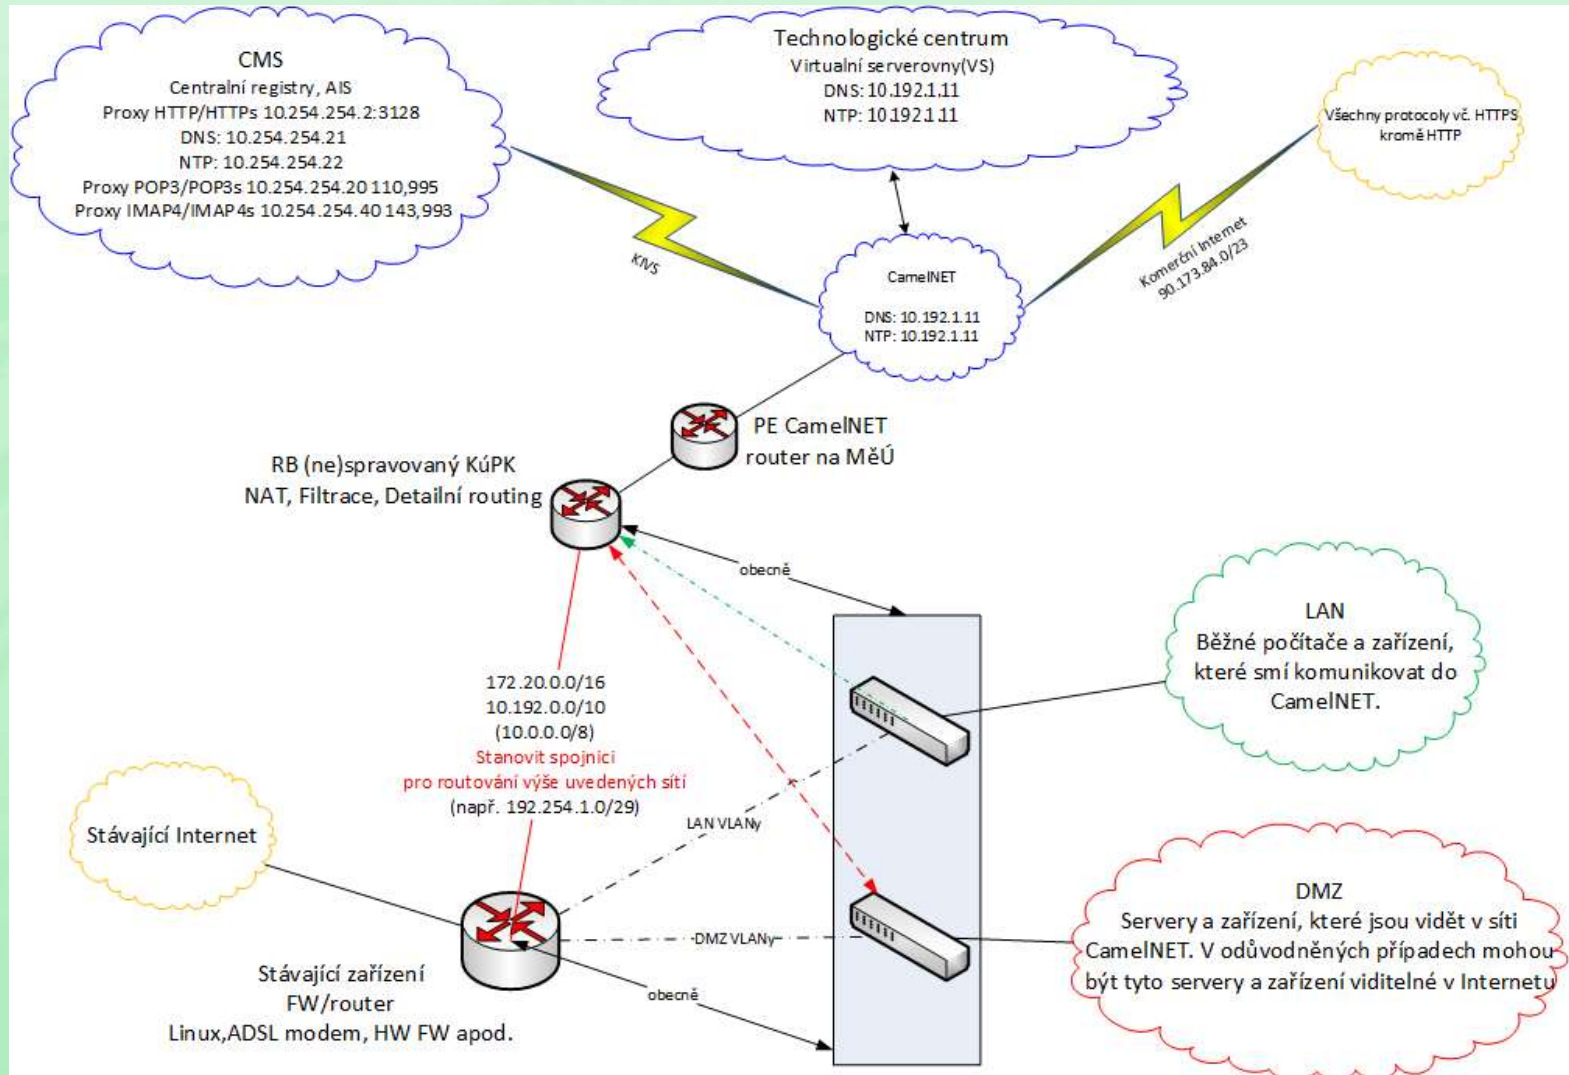 CMS
Centralní registry, AIS
Proxy HTTP/HTTPs 10.254.254.2:3128
DNS: 10.254.254.21
NTP: 10.254.254.22
Proxy POP3/POP3s 10.254.254.20 110,995
Proxy IMAP4/IMAP4s 10.254.254.40 143,993
Technologické centrum
Virtualní serverovny(VS)
DNS: 10.192.1.11
NTP: 10.192.1.11
Všechny protocoly vč. HTTPS
kromě HTTP
KIVS
Komerční Internet
90.173.84.0/23
CamelNET
DNS: 10.192.1.11
NTP: 10.192.1.11
PE CamelNET
router na MěÚ
RB (ne)spravovaný KúPK
NAT, Filtrace, Detailní routing
obecně
LAN
Běžné počítače a zařízení,
které smí komunikovat do
CamelNET.
172.20.0.0/16
10.192.0.0/10
(10.0.0.0/8)
Stanovit spojnici
pro routování výše uvedených sítí
(např. 192.254.1.0/29)
LAN VLANy
Stávající Internet
DMZ VLANy
DMZ
Servery a zařízení, které jsou vidět v síti
CamelNET. V odůvodněných případech mohou
být tyto servery a zařízení viditelné v Internetu
Stávající zařízení
FW/router
Linux,ADSL modem, HW FW apod.
obecně